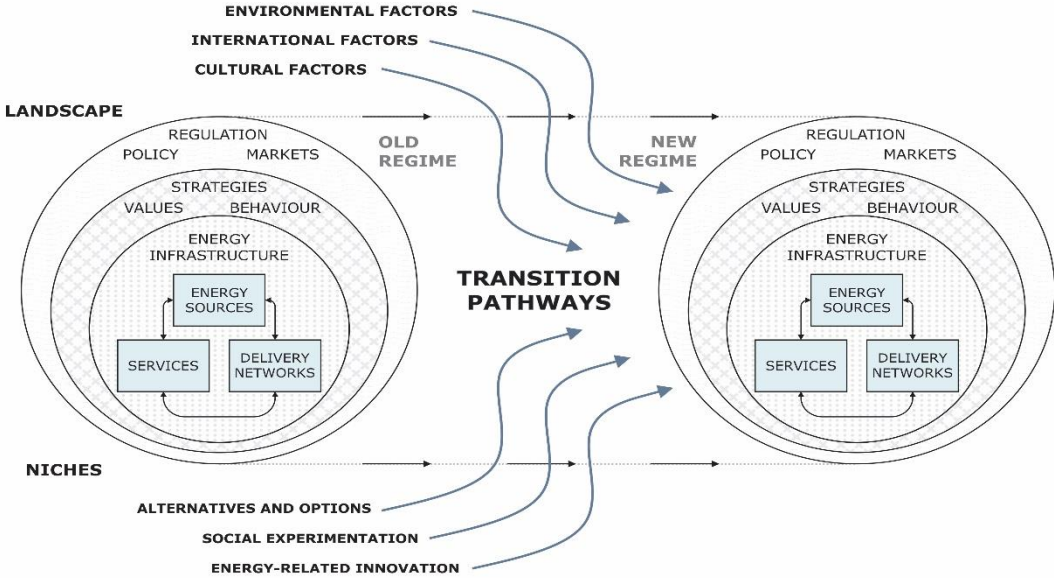 ENVIRONMENTAL FACTORS
INTERNATIONAL FACTORS
CULTURAL FACTORS
LANDSCAPE
REGULATION
POLICY MARKETS
STRATEGIES
VALUES BEHAVIOUR
ENERGY
INFRASTRUCTURE
ENERGY
SOURCES
SERVICES
DELIVERY
NETWORKS
OLD
REGIME
NEW
REGIME
TRANSITION
PATHWAYS
REGULATION
POLICY MARKETS
STRATEGIES
VALUES BEHAVIOUR
ENERGY
INFRASTRUCTURE
ENERGY
SOURCES
SERVICES
DELIVERY
NETWORKS
NICHES
ALTERNATIVES AND OPTIONS
SOCIAL EXPERIMENTATION
ENERGY-RELATED INNOVATION